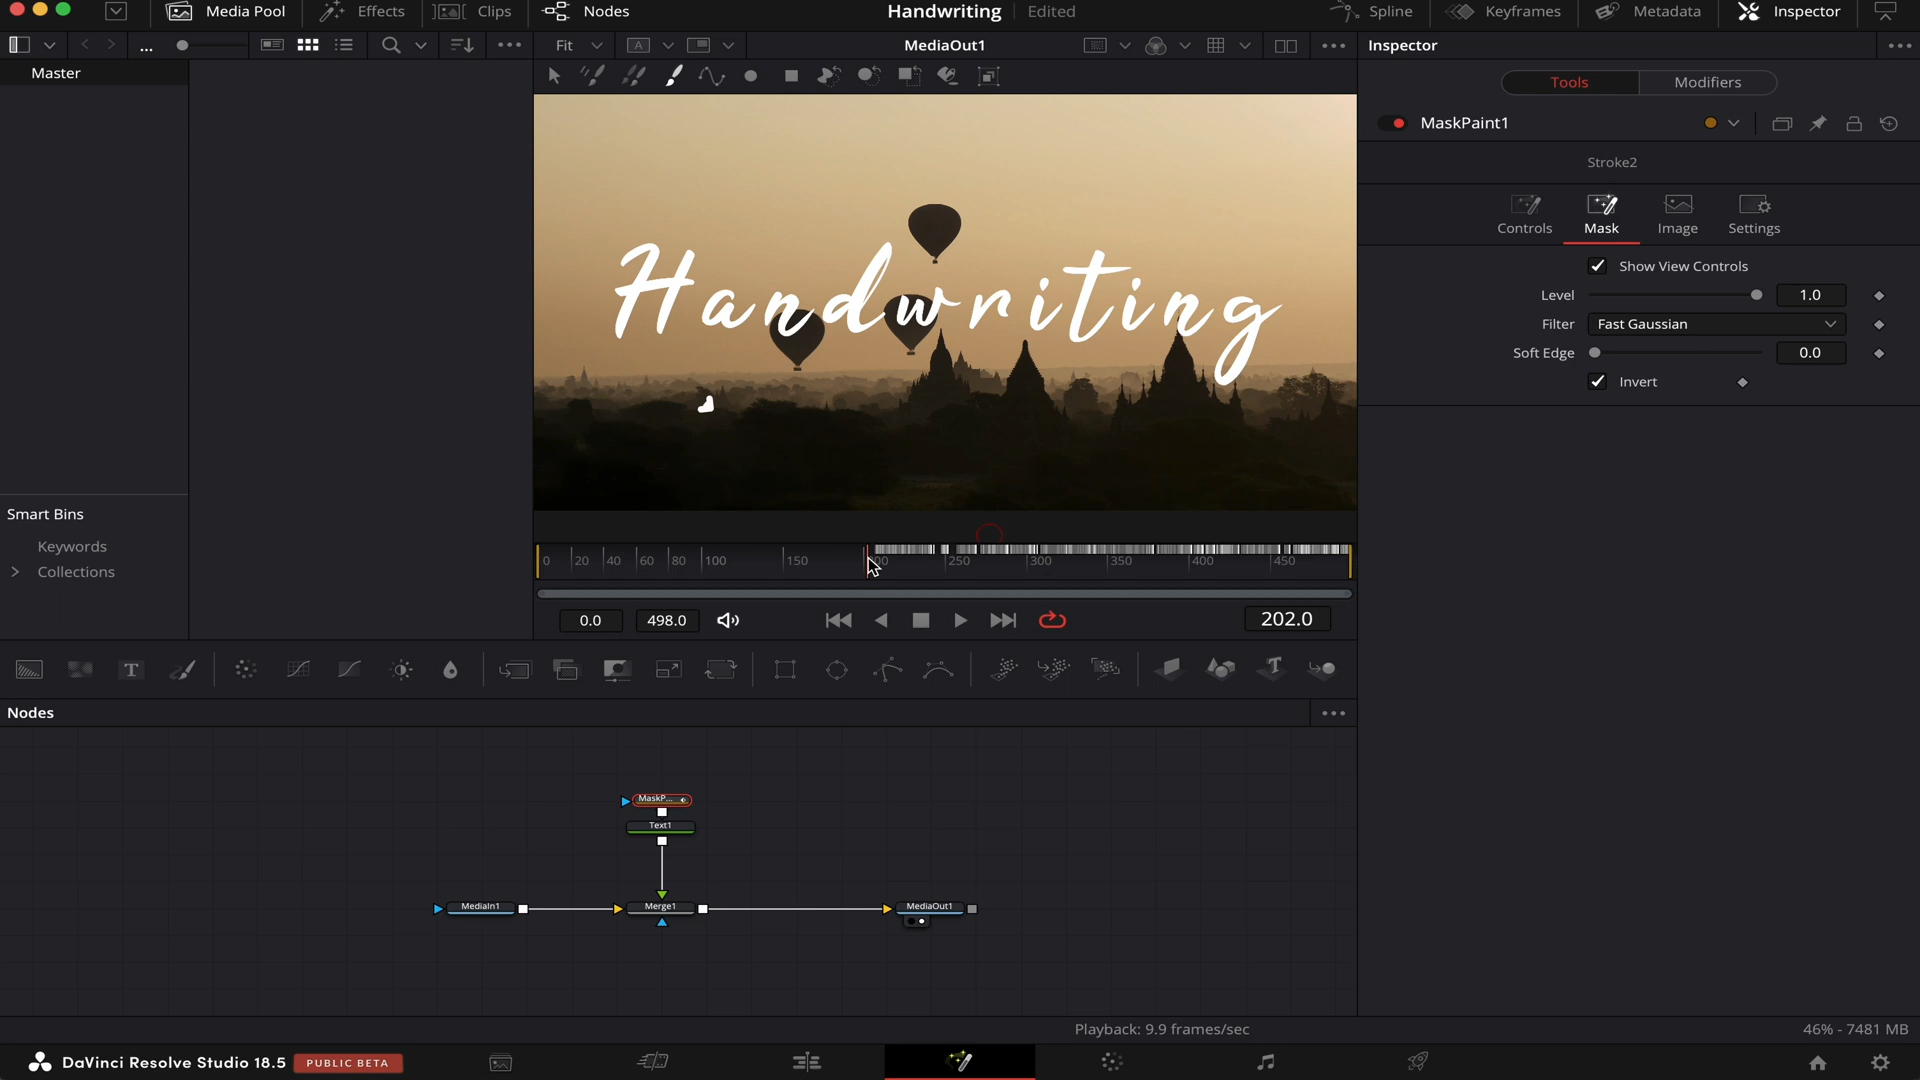 Media Pool Effects Clips Nodes Handwriting Edited Spline Keyframes Metadata Inspector
... Fit A MediaOut1 Inspector
Master
Tools Modifiers
MaskPaint1
Stroke2
Controls Mask Image Settings
Show View Controls
Level 1.0
Filter Fast Gaussian
Soft Edge 0.0
Invert
Handwriting
Smart Bins
Keywords
Collections
0 20 40 60 80 100 150 250 300 350 400 450
0.0 498.0 202.0
T T
Nodes
MaskP...
Text1
MediaIn1 Merge1 MediaOut1
Playback: 9.9 frames/sec 46% - 7481 MB
DaVinci Resolve Studio 18.5 PUBLIC BETA